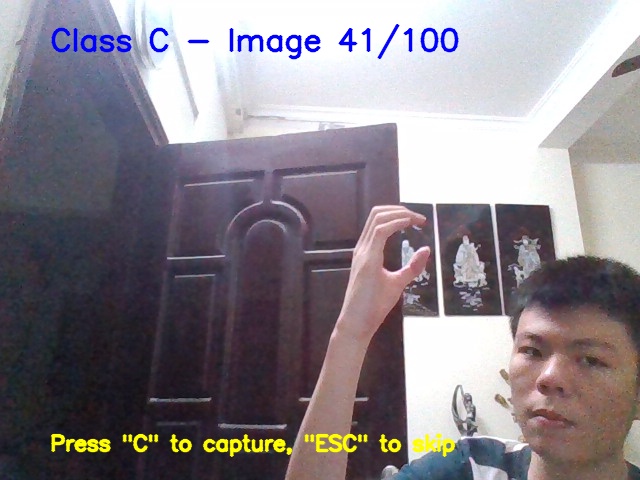 Class C - Image 41/100
Press "C" to capture, "ESC" to skip